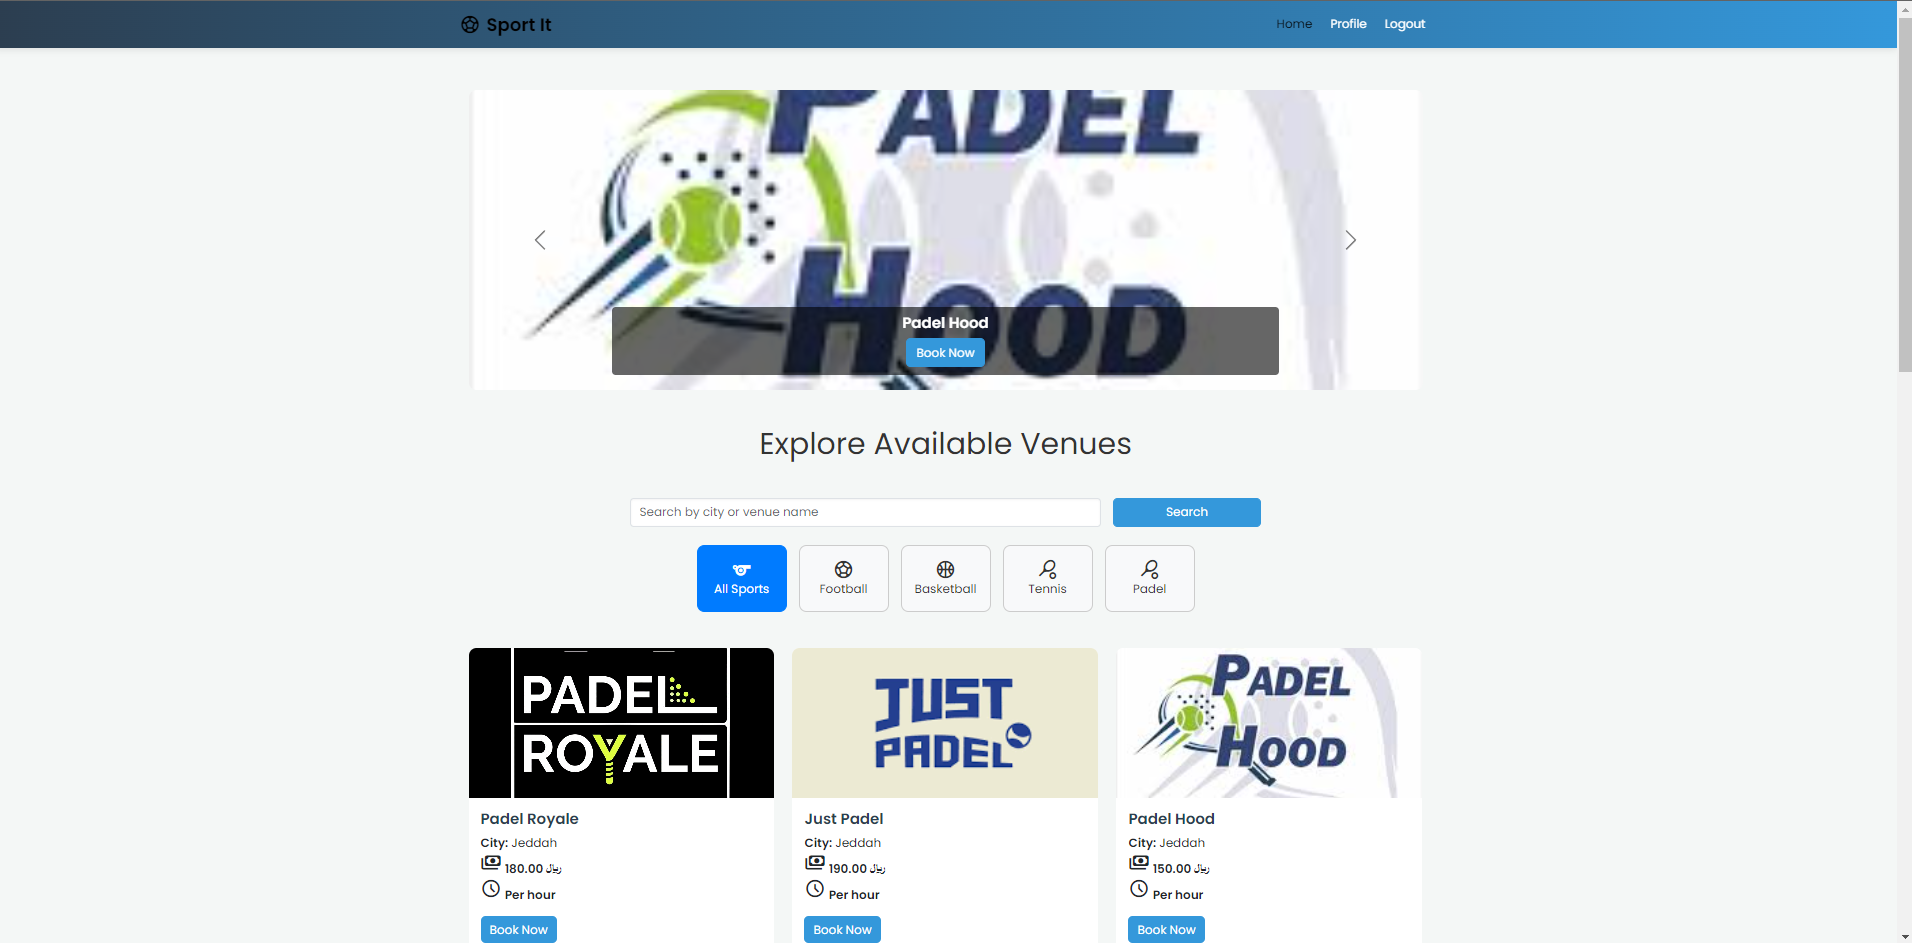 Sport It
Home Profile Logout
PADEL
HOOD
Padel Hood
Book Now
Explore Available Venues
Search by city or venue name
Search
All Sports
Football
Basketball
Tennis
Padel
PADEL
ROYALE
JUST
PADEL
PADEL
HOOD
Padel Royale
City: Jeddah
180.00 ريال
Per hour
Book Now
Just Padel
City: Jeddah
190.00 ريال
Per hour
Book Now
Padel Hood
City: Jeddah
150.00 ريال
Per hour
Book Now